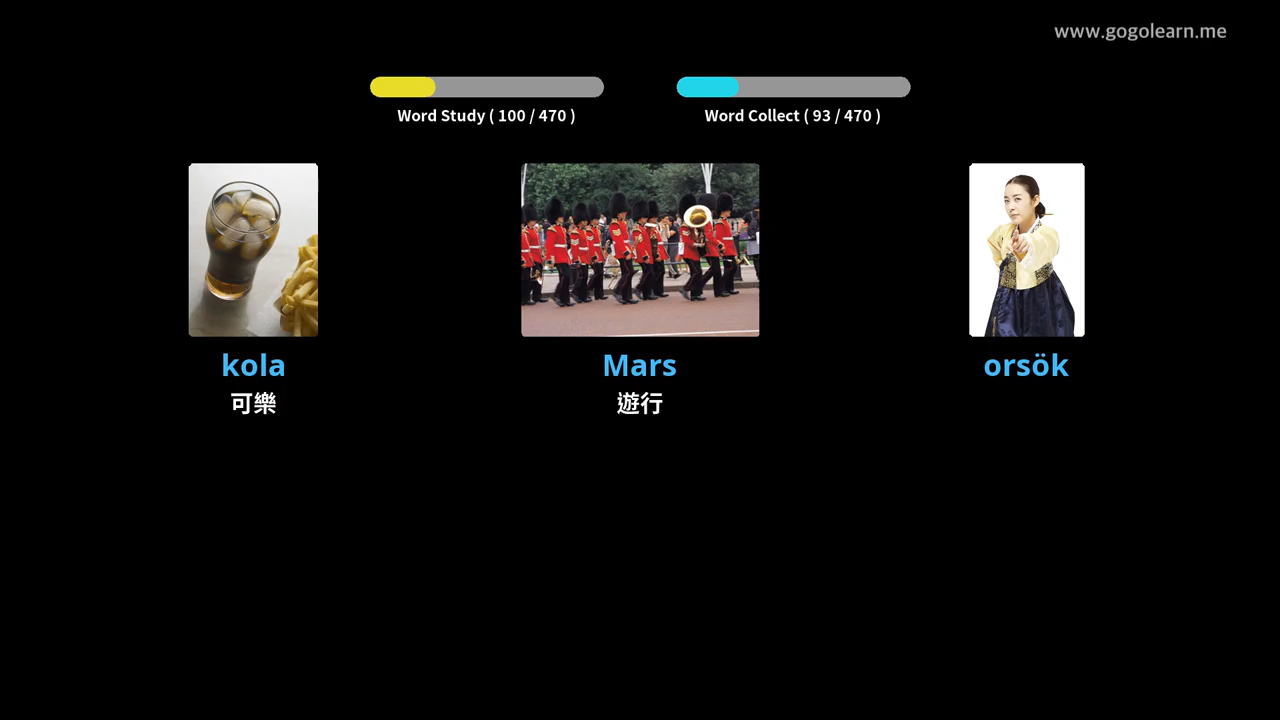 www.gogolearn.me
Word Study ( 100 / 470 )
Word Collect ( 93 / 470 )
kola
可樂
Mars
遊行
orsök